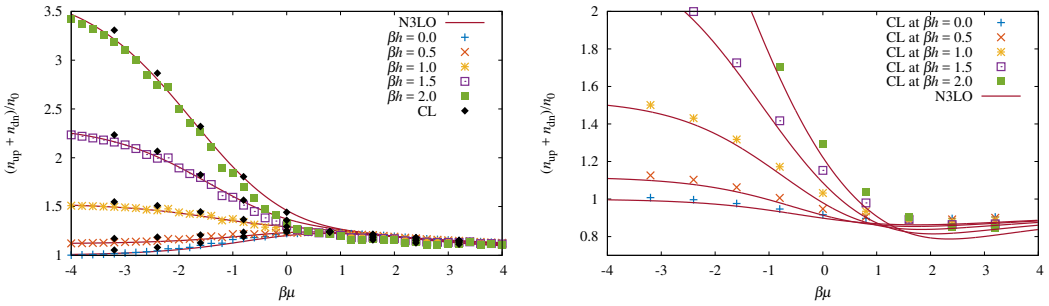 (n_up + n_dn)/n_0
3.5
3
2.5
2
1.5
1
-4 -3 -2 -1 0 1 2 3 4
βμ
N3LO
βh = 0.0
βh = 0.5
βh = 1.0
βh = 1.5
βh = 2.0
CL
(n_up + n_dn)/n_0
2
1.8
1.6
1.4
1.2
1
0.8
-4 -3 -2 -1 0 1 2 3 4
βμ
CL at βh = 0.0
CL at βh = 0.5
CL at βh = 1.0
CL at βh = 1.5
CL at βh = 2.0
N3LO